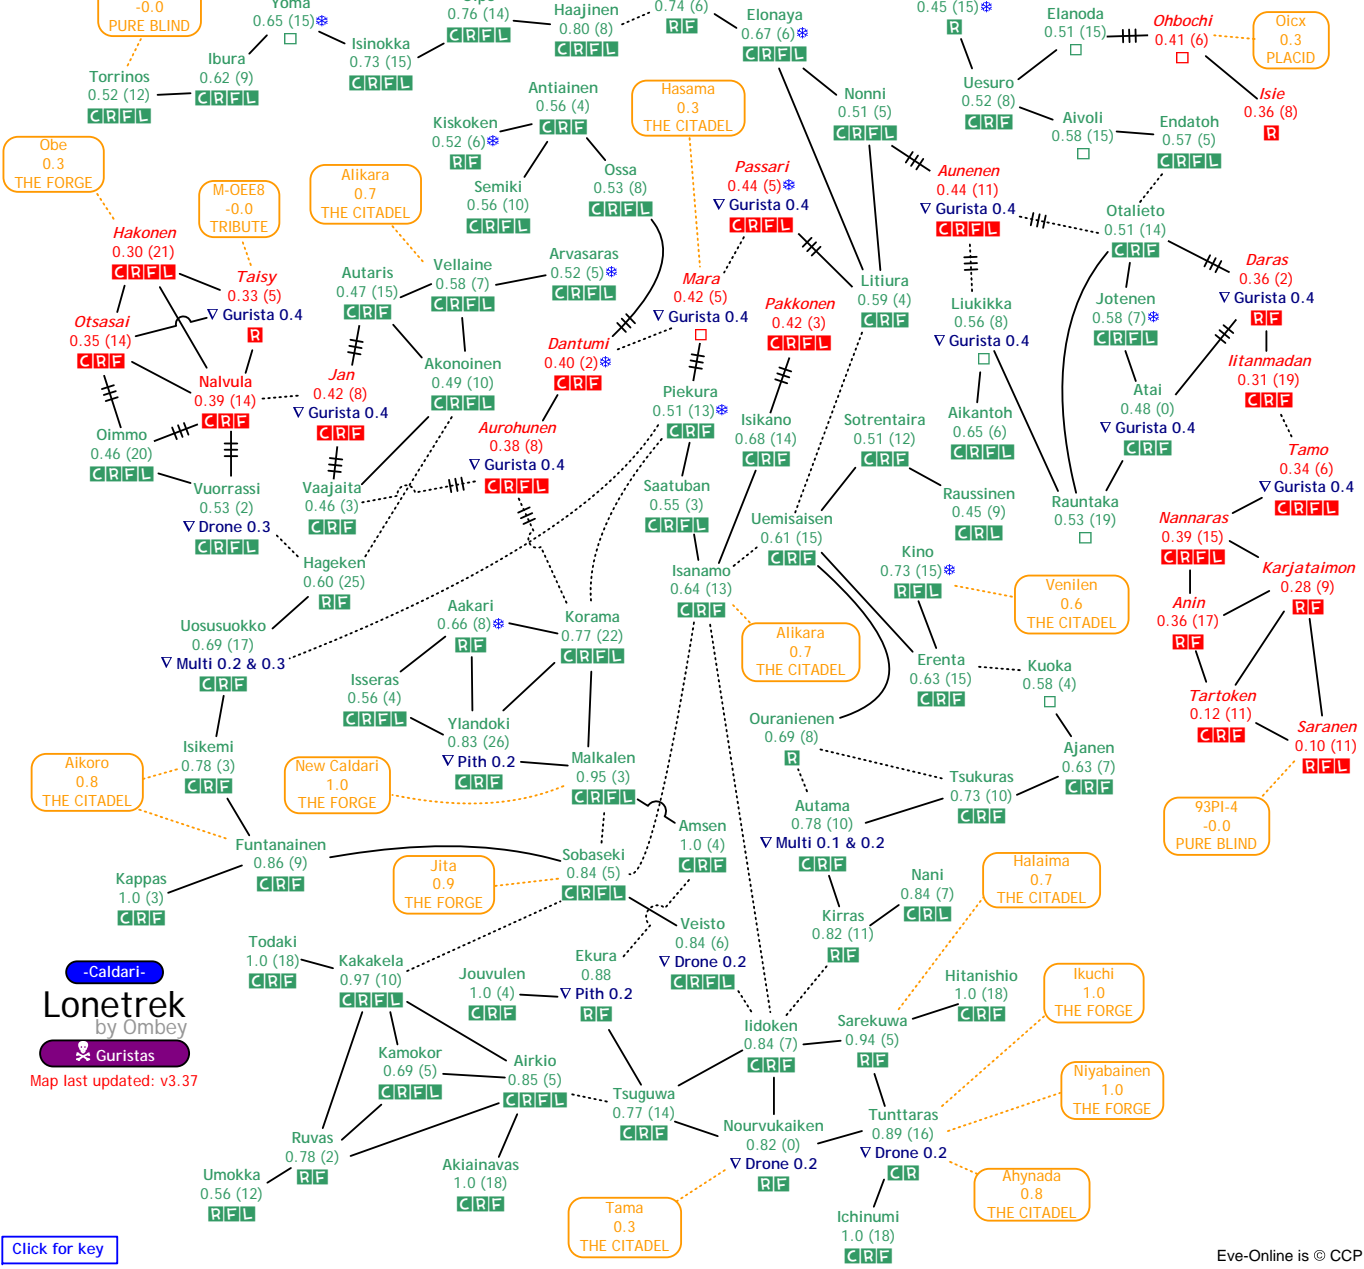 -0.0
PURE BLIND
Yoma
0.65 (15)
0.76 (14)
CRFL
Haajinen
0.80 (8)
CRFL
0.74 (6)
RF
Elonaya
0.67 (6)
CRFL
0.45 (15)
R
Elanoda
0.51 (15)
Ohbochi
0.41 (6)
Oicx
0.3
PLACID
Isinokka
0.73 (15)
CRFL
Ibura
0.62 (9)
CRFL
Torrinos
0.52 (12)
CRFL
Antiainen
0.56 (4)
CRF
Hasama
0.3
THE CITADEL
Nonni
0.51 (5)
CRFL
Uesuro
0.52 (8)
CRF
Isie
0.36 (8)
R
Aivoli
0.58 (15)
Endatoh
0.57 (5)
CRFL
Kiskoken
0.52 (6)
RF
Obe
0.3
THE FORGE
Alikara
0.7
THE CITADEL
M-OEE8
-0.0
TRIBUTE
Semiki
0.56 (10)
CRFL
Ossa
0.53 (8)
CRFL
Passari
0.44 (5)
∇ Gurista 0.4
CRFL
Aunenen
0.44 (11)
∇ Gurista 0.4
CRFL
Otalieto
0.51 (14)
CRF
Hakonen
0.30 (21)
CRFL
Taisy
0.33 (5)
∇ Gurista 0.4
R
Autaris
0.47 (15)
CRF
Vellaine
0.58 (7)
CRFL
Arvasaras
0.52 (5)
CRFL
Mara
0.42 (5)
∇ Gurista 0.4
Pakkonen
0.42 (3)
CRFL
Litiura
0.59 (4)
CRF
Liukikka
0.56 (8)
∇ Gurista 0.4
Jotenen
0.58 (7)
CRFL
Daras
0.36 (2)
∇ Gurista 0.4
RF
Otsasai
0.35 (14)
CRF
Dantumi
0.40 (2)
CRF
Akonoinen
0.49 (10)
CRFL
Iitanmadan
0.31 (19)
CRF
Nalvula
0.39 (14)
CRF
Jan
0.42 (8)
∇ Gurista 0.4
CRF
Piekura
0.51 (13)
CRF
Atai
0.48 (0)
∇ Gurista 0.4
CRF
Oimmo
0.46 (20)
CRFL
Aurohunen
0.38 (8)
∇ Gurista 0.4
CRFL
Isikano
0.68 (14)
CRF
Sotrentaira
0.51 (12)
CRF
Aikantoh
0.65 (6)
CRFL
Tamo
0.34 (6)
∇ Gurista 0.4
CRFL
Vuorrassi
0.53 (2)
∇ Drone 0.3
CRFL
Vaajaita
0.46 (3)
CRF
Saatuban
0.55 (3)
CRFL
Raussinen
0.45 (9)
CRL
Rauntaka
0.53 (19)
Uemisaisen
0.61 (15)
CRF
Nannaras
0.39 (15)
CRFL
Hageken
0.60 (25)
RF
Isanamo
0.64 (13)
CRF
Kino
0.73 (15)
RFL
Venilen
0.6
THE CITADEL
Karjataimon
0.28 (9)
RF
Anin
0.36 (17)
RF
Uosusuokko
0.69 (17)
∇ Multi 0.2 & 0.3
CRF
Aakari
0.66 (8)
RF
Korama
0.77 (22)
CRFL
Alikara
0.7
THE CITADEL
Erenta
0.63 (15)
CRF
Kuoka
0.58 (4)
Isseras
0.56 (4)
CRFL
Tartoken
0.12 (11)
CRF
Ylandoki
0.83 (26)
∇ Pith 0.2
CRF
Ouranienen
0.69 (8)
R
Saranen
0.10 (11)
RFL
Isikemi
0.78 (3)
CRF
Aikoro
0.8
THE CITADEL
New Caldari
1.0
THE FORGE
Malkalen
0.95 (3)
CRFL
Tsukuras
0.73 (10)
CRF
Ajanen
0.63 (7)
CRF
93PI-4
-0.0
PURE BLIND
Autama
0.78 (10)
∇ Multi 0.1 & 0.2
CRF
Amsen
1.0 (4)
CRF
Funtanainen
0.86 (9)
CRF
Sobaseki
0.84 (5)
CRFL
Jita
0.9
THE FORGE
Halaima
0.7
THE CITADEL
Kappas
1.0 (3)
CRF
Nani
0.84 (7)
CRL
Kirras
0.82 (11)
RF
Veisto
0.84 (6)
∇ Drone 0.2
CRFL
Todaki
1.0 (18)
CRF
Kakakela
0.97 (10)
CRFL
Jouvulen
1.0 (4)
CRF
Ekura
0.88
∇ Pith 0.2
RF
Hitanishio
1.0 (18)
CRF
Ikuchi
1.0
THE FORGE
-Caldari-
Lonetrek
by Ombey
Guristas
Map last updated: v3.37
Iidoken
0.84 (7)
CRF
Sarekuwa
0.94 (5)
RF
Kamokor
0.69 (5)
CRFL
Airkio
0.85 (5)
CRFL
Niyabainen
1.0
THE FORGE
Tsuguwa
0.77 (14)
CRF
Nourvukaiken
0.82 (0)
∇ Drone 0.2
RF
Tunttaras
0.89 (16)
∇ Drone 0.2
CR
Ruvas
0.78 (2)
RF
Umokka
0.56 (12)
RFL
Akiainavas
1.0 (18)
CRF
Ahynada
0.8
THE CITADEL
Tama
0.3
THE CITADEL
Ichinumi
1.0 (18)
CRF
Click for key
Eve-Online is © CCP